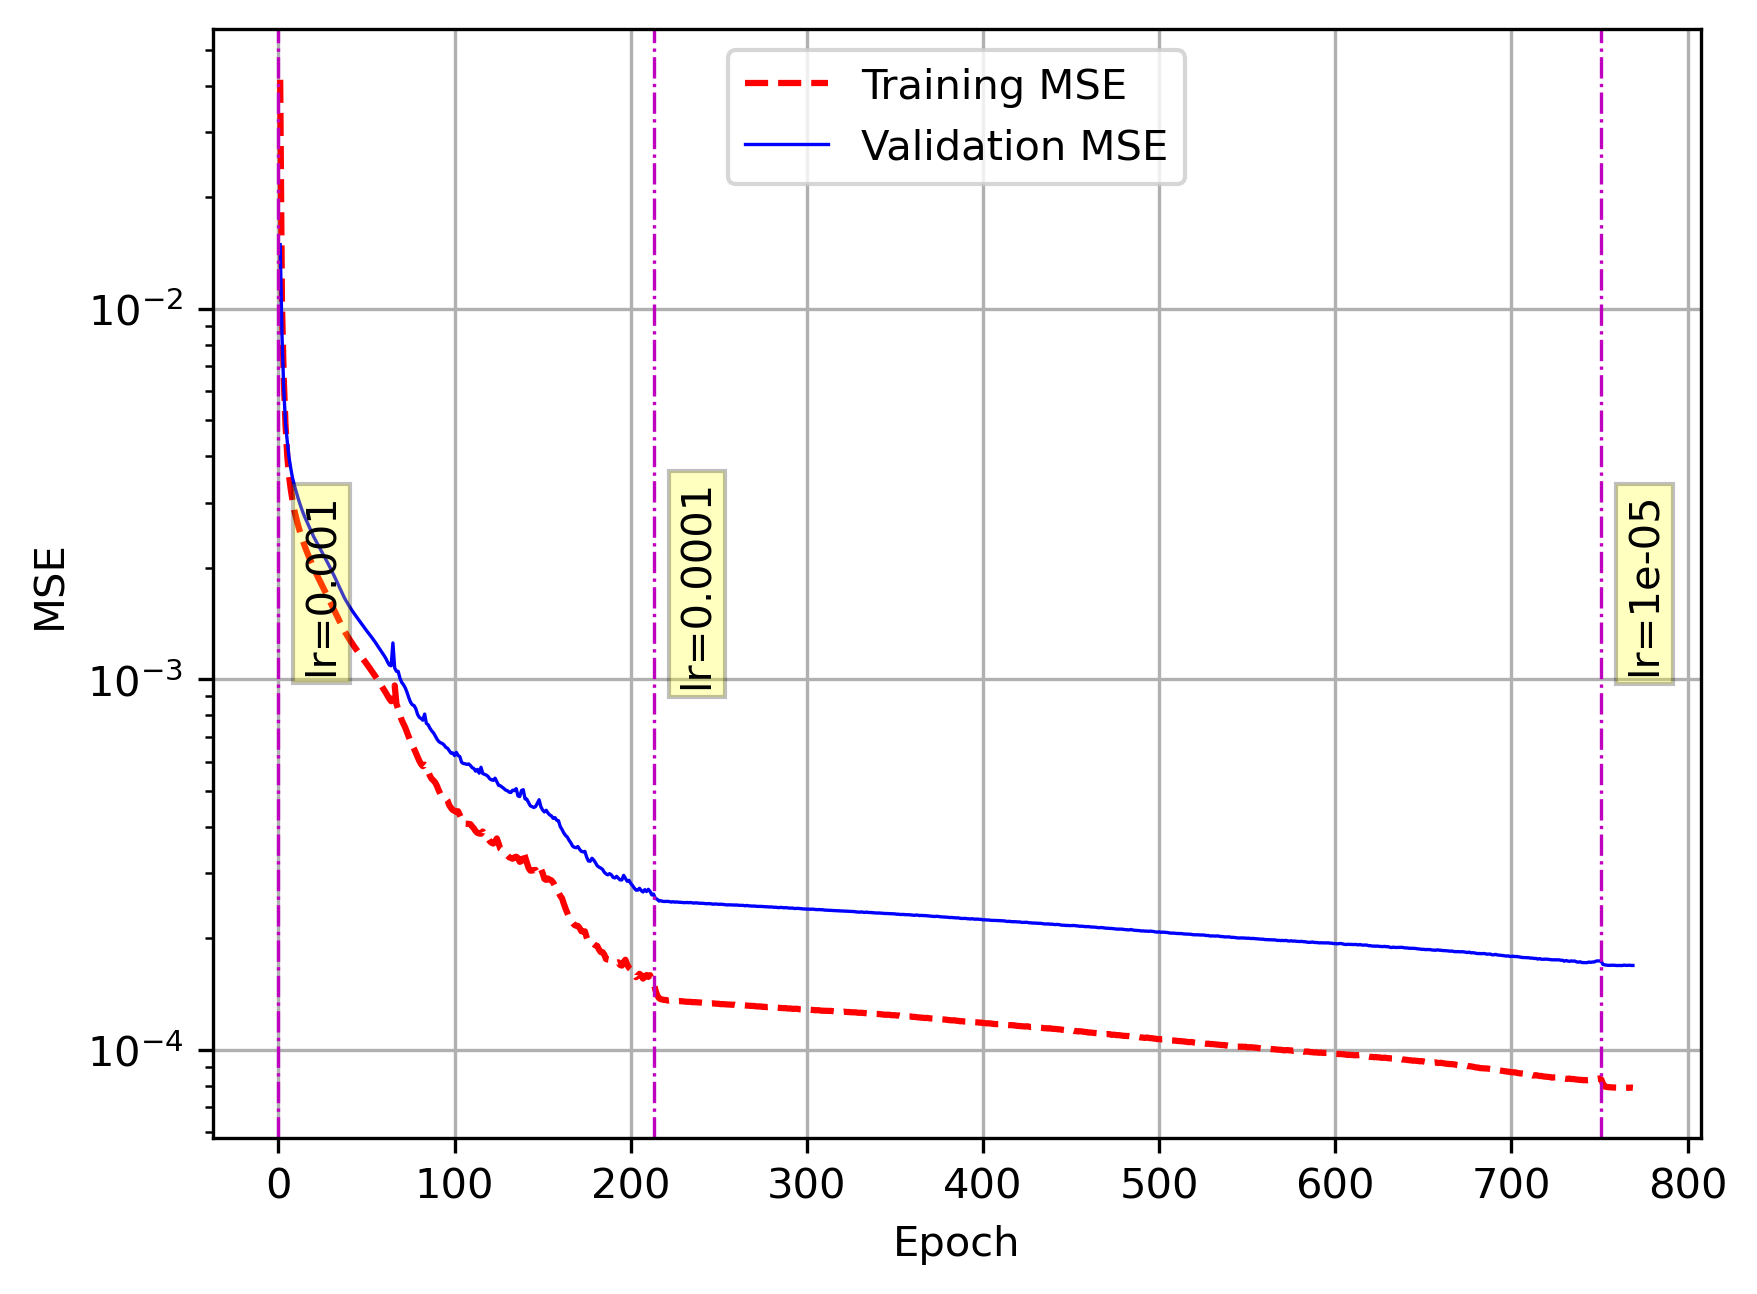 Training MSE
Validation MSE
MSE
10⁻²
10⁻³
10⁻⁴
lr=0.001
lr=0.0001
lr=1e-05
0 100 200 300 400 500 600 700 800
Epoch